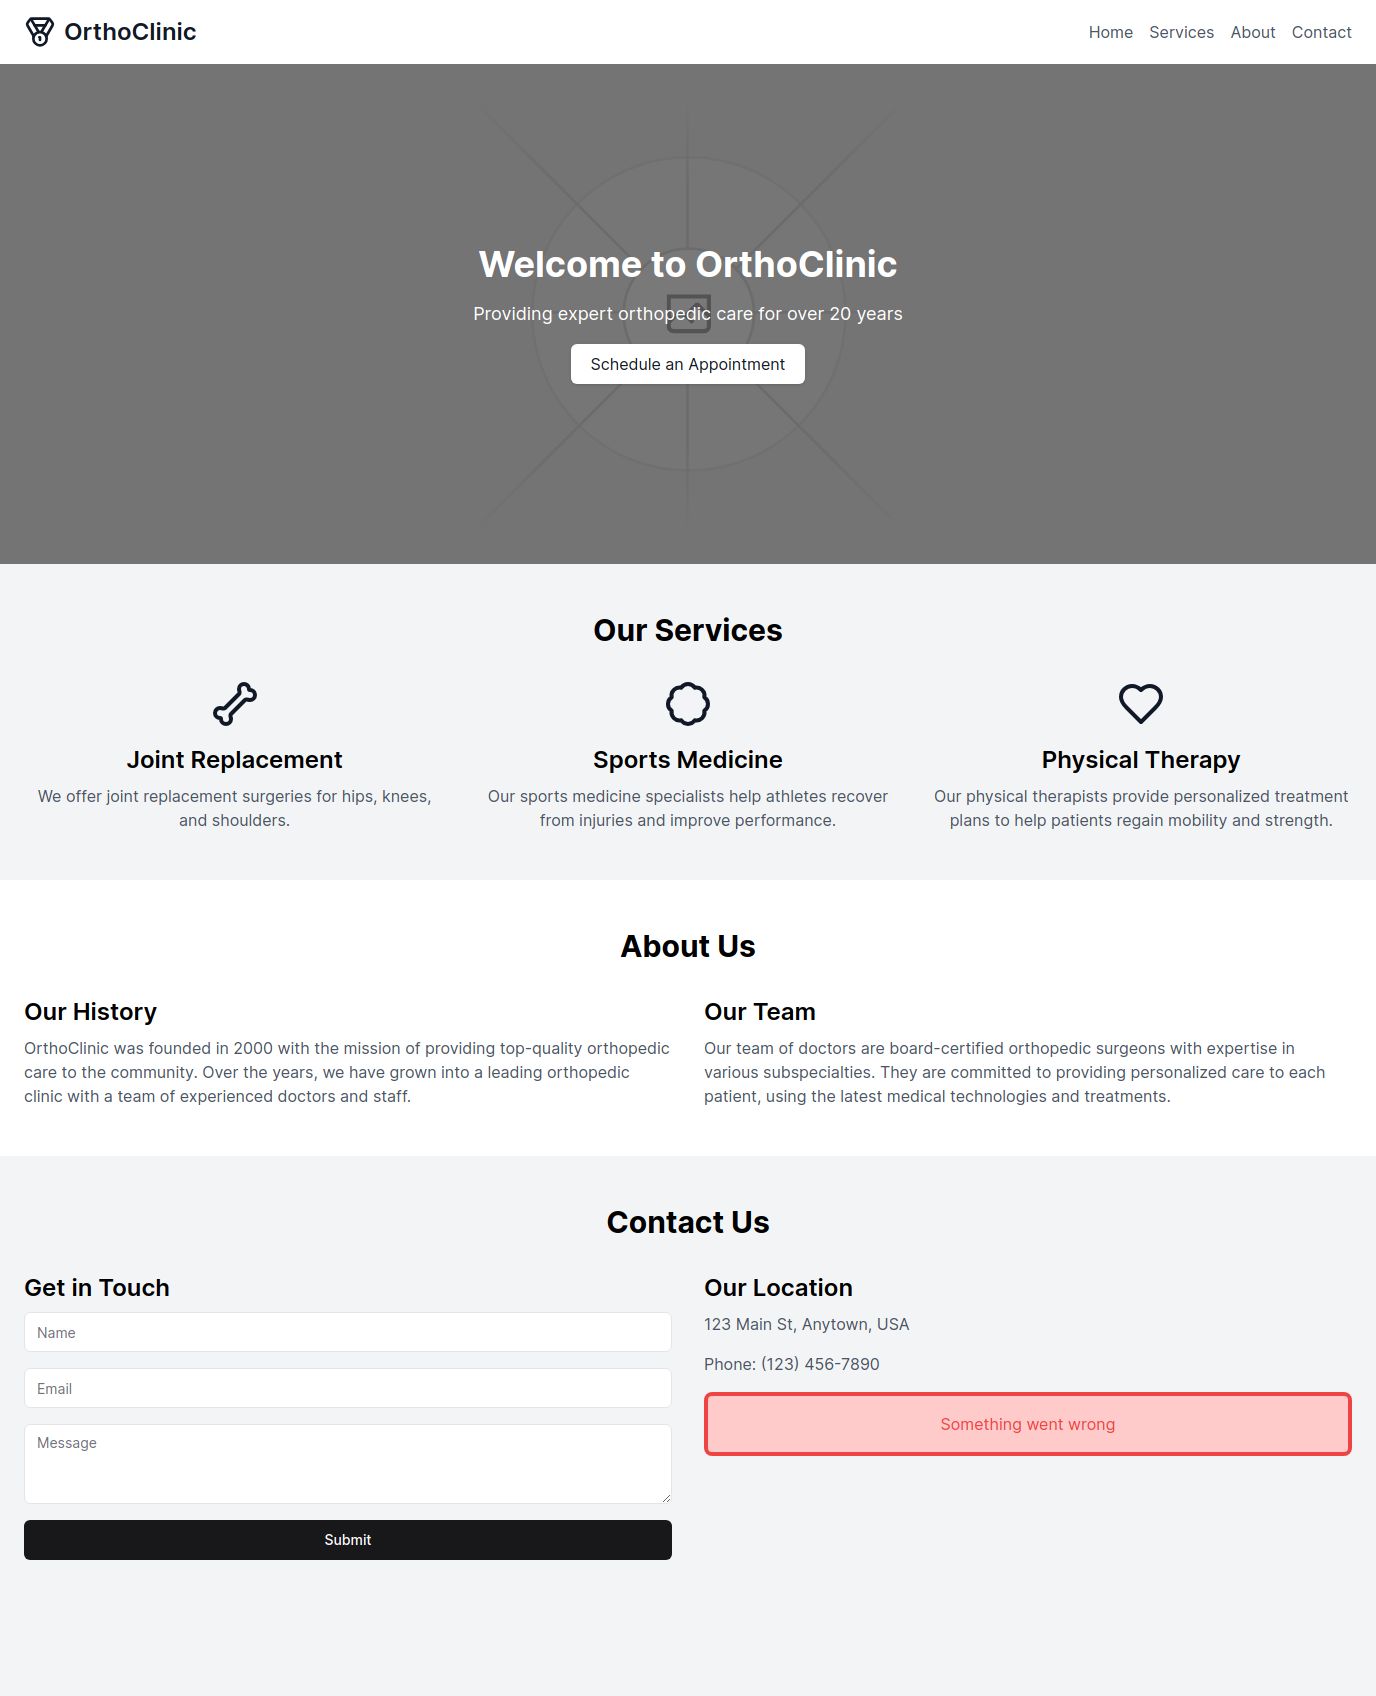 OrthoClinic
Home Services About Contact
Welcome to OrthoClinic
Providing expert orthopedic care for over 20 years
Schedule an Appointment
Our Services
Joint Replacement
We offer joint replacement surgeries for hips, knees,
and shoulders.
Sports Medicine
Our sports medicine specialists help athletes recover
from injuries and improve performance.
Physical Therapy
Our physical therapists provide personalized treatment
plans to help patients regain mobility and strength.
About Us
Our History
OrthoClinic was founded in 2000 with the mission of providing top-quality orthopedic
care to the community. Over the years, we have grown into a leading orthopedic
clinic with a team of experienced doctors and staff.
Our Team
Our team of doctors are board-certified orthopedic surgeons with expertise in
various subspecialties. They are committed to providing personalized care to each
patient, using the latest medical technologies and treatments.
Contact Us
Get in Touch
Name
Email
Message
Submit
Our Location
123 Main St, Anytown, USA
Phone: (123) 456-7890
Something went wrong